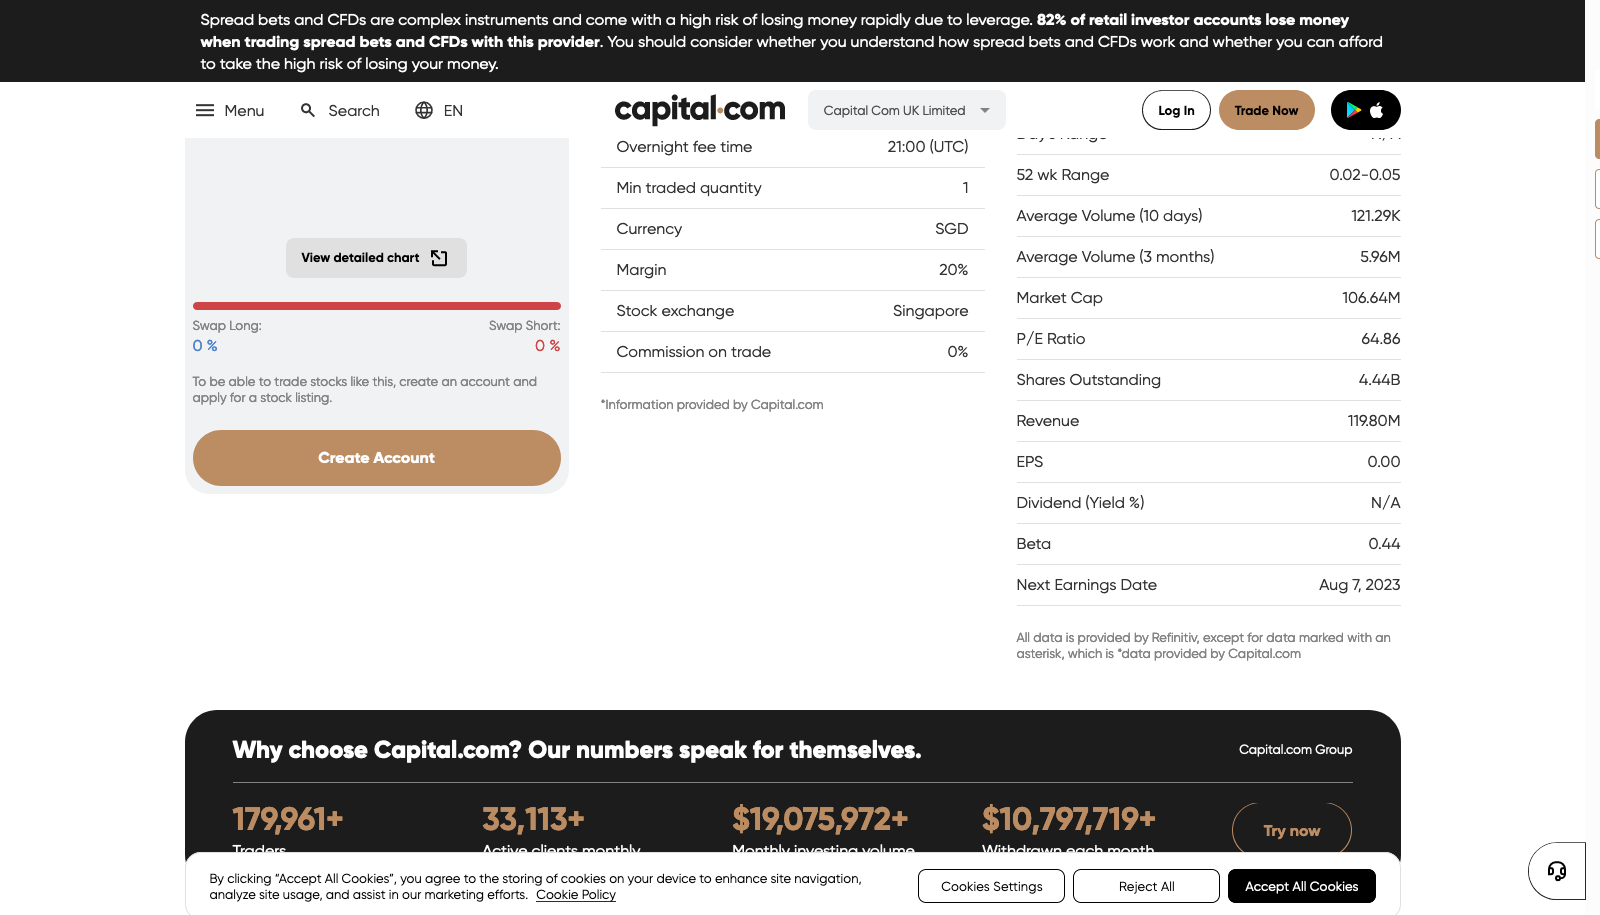 Spread bets and CFDs are complex instruments and come with a high risk of losing money rapidly due to leverage. 82% of retail investor accounts lose money
when trading spread bets and CFDs with this provider. You should consider whether you understand how spread bets and CFDs work and whether you can afford
to take the high risk of losing your money.
Menu
Search
EN
capital.com
Capital Com UK Limited
Log In
Trade Now
View detailed chart
Swap Long:
Swap Short:
0 %
0 %
To be able to trade stocks like this, create an account and
apply for a stock listing.
Create Account
Overnight fee time 21:00 (UTC)
Min traded quantity 1
Currency SGD
Margin 20%
Stock exchange Singapore
Commission on trade 0%
*Information provided by Capital.com
52 wk Range 0.02-0.05
Average Volume (10 days) 121.29K
Average Volume (3 months) 5.96M
Market Cap 106.64M
P/E Ratio 64.86
Shares Outstanding 4.44B
Revenue 119.80M
EPS 0.00
Dividend (Yield %) N/A
Beta 0.44
Next Earnings Date Aug 7, 2023
All data is provided by Refinitiv, except for data marked with an
asterisk, which is *data provided by Capital.com
Why choose Capital.com? Our numbers speak for themselves.
Capital.com Group
179,961+
33,113+
$19,075,972+
$10,797,719+
Try now
Traders
Active clients monthly
Monthly investing volume
Withdrawn each month
By clicking “Accept All Cookies”, you agree to the storing of cookies on your device to enhance site navigation,
analyze site usage, and assist in our marketing efforts. Cookie Policy
Cookies Settings
Reject All
Accept All Cookies